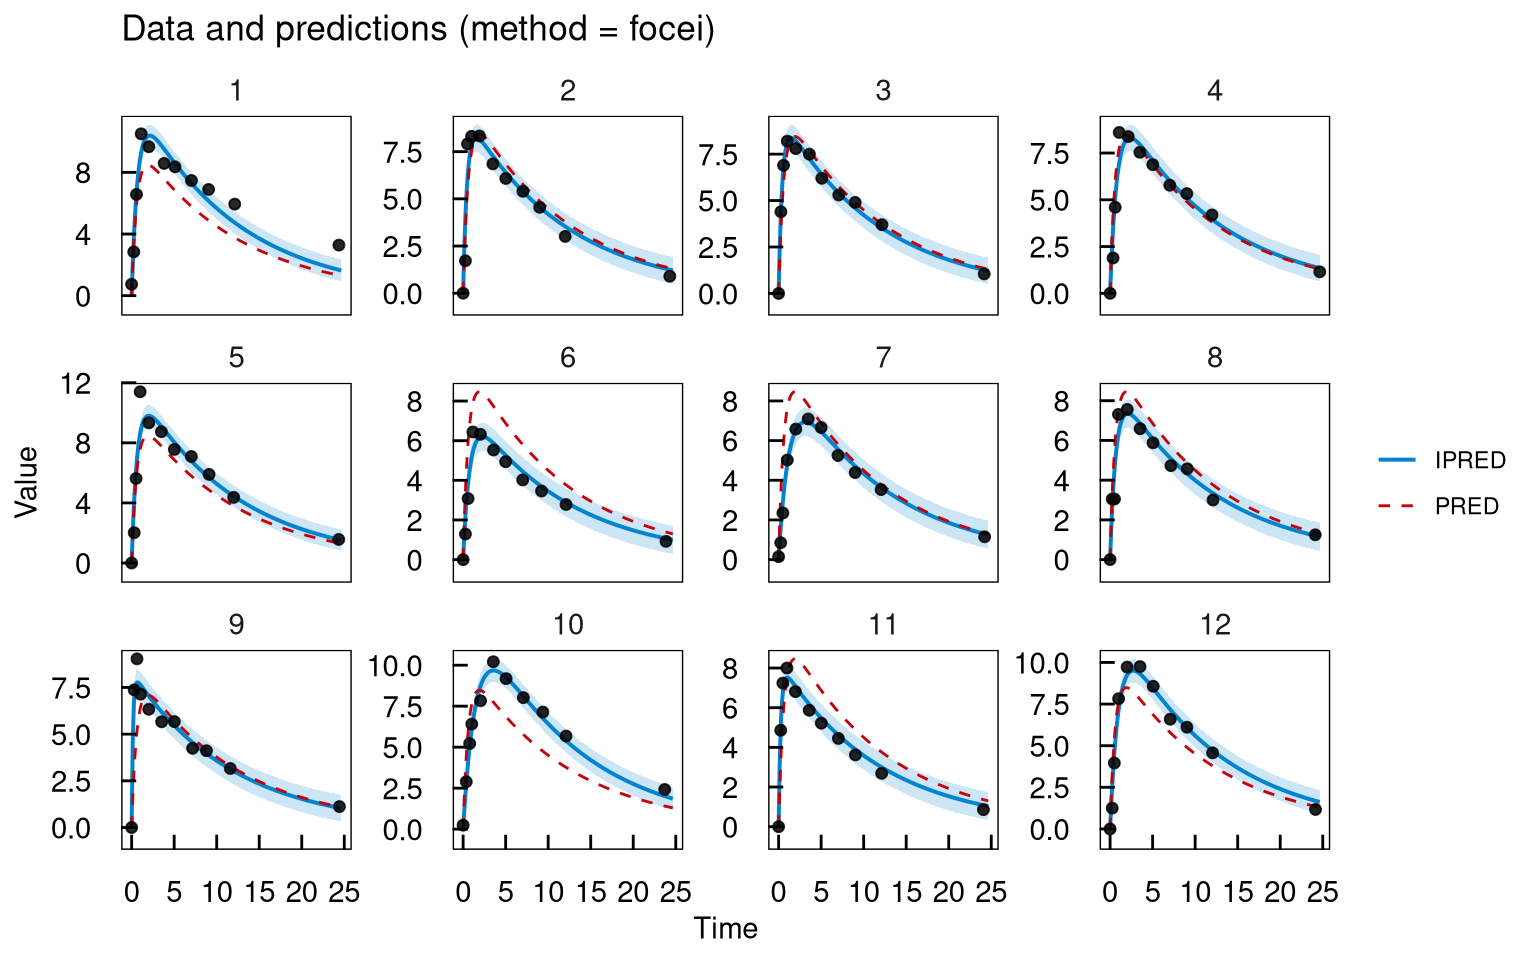 Data and predictions (method = focei)
1 2 3 4
8 4 0
7.5 5.0 2.5 0.0
7.5 5.0 2.5 0.0
7.5 5.0 2.5 0.0
5 6 7 8
12 8 4 0
8 6 4 2 0
8 6 4 2 0
8 6 4 2 0
Value
IPRED
PRED
9 10 11 12
7.5 5.0 2.5 0.0
10.0 7.5 5.0 2.5 0.0
8 6 4 2 0
10.0 7.5 5.0 2.5 0.0
0 5 10 15 20 25 0 5 10 15 20 25 0 5 10 15 20 25 0 5 10 15 20 25
Time